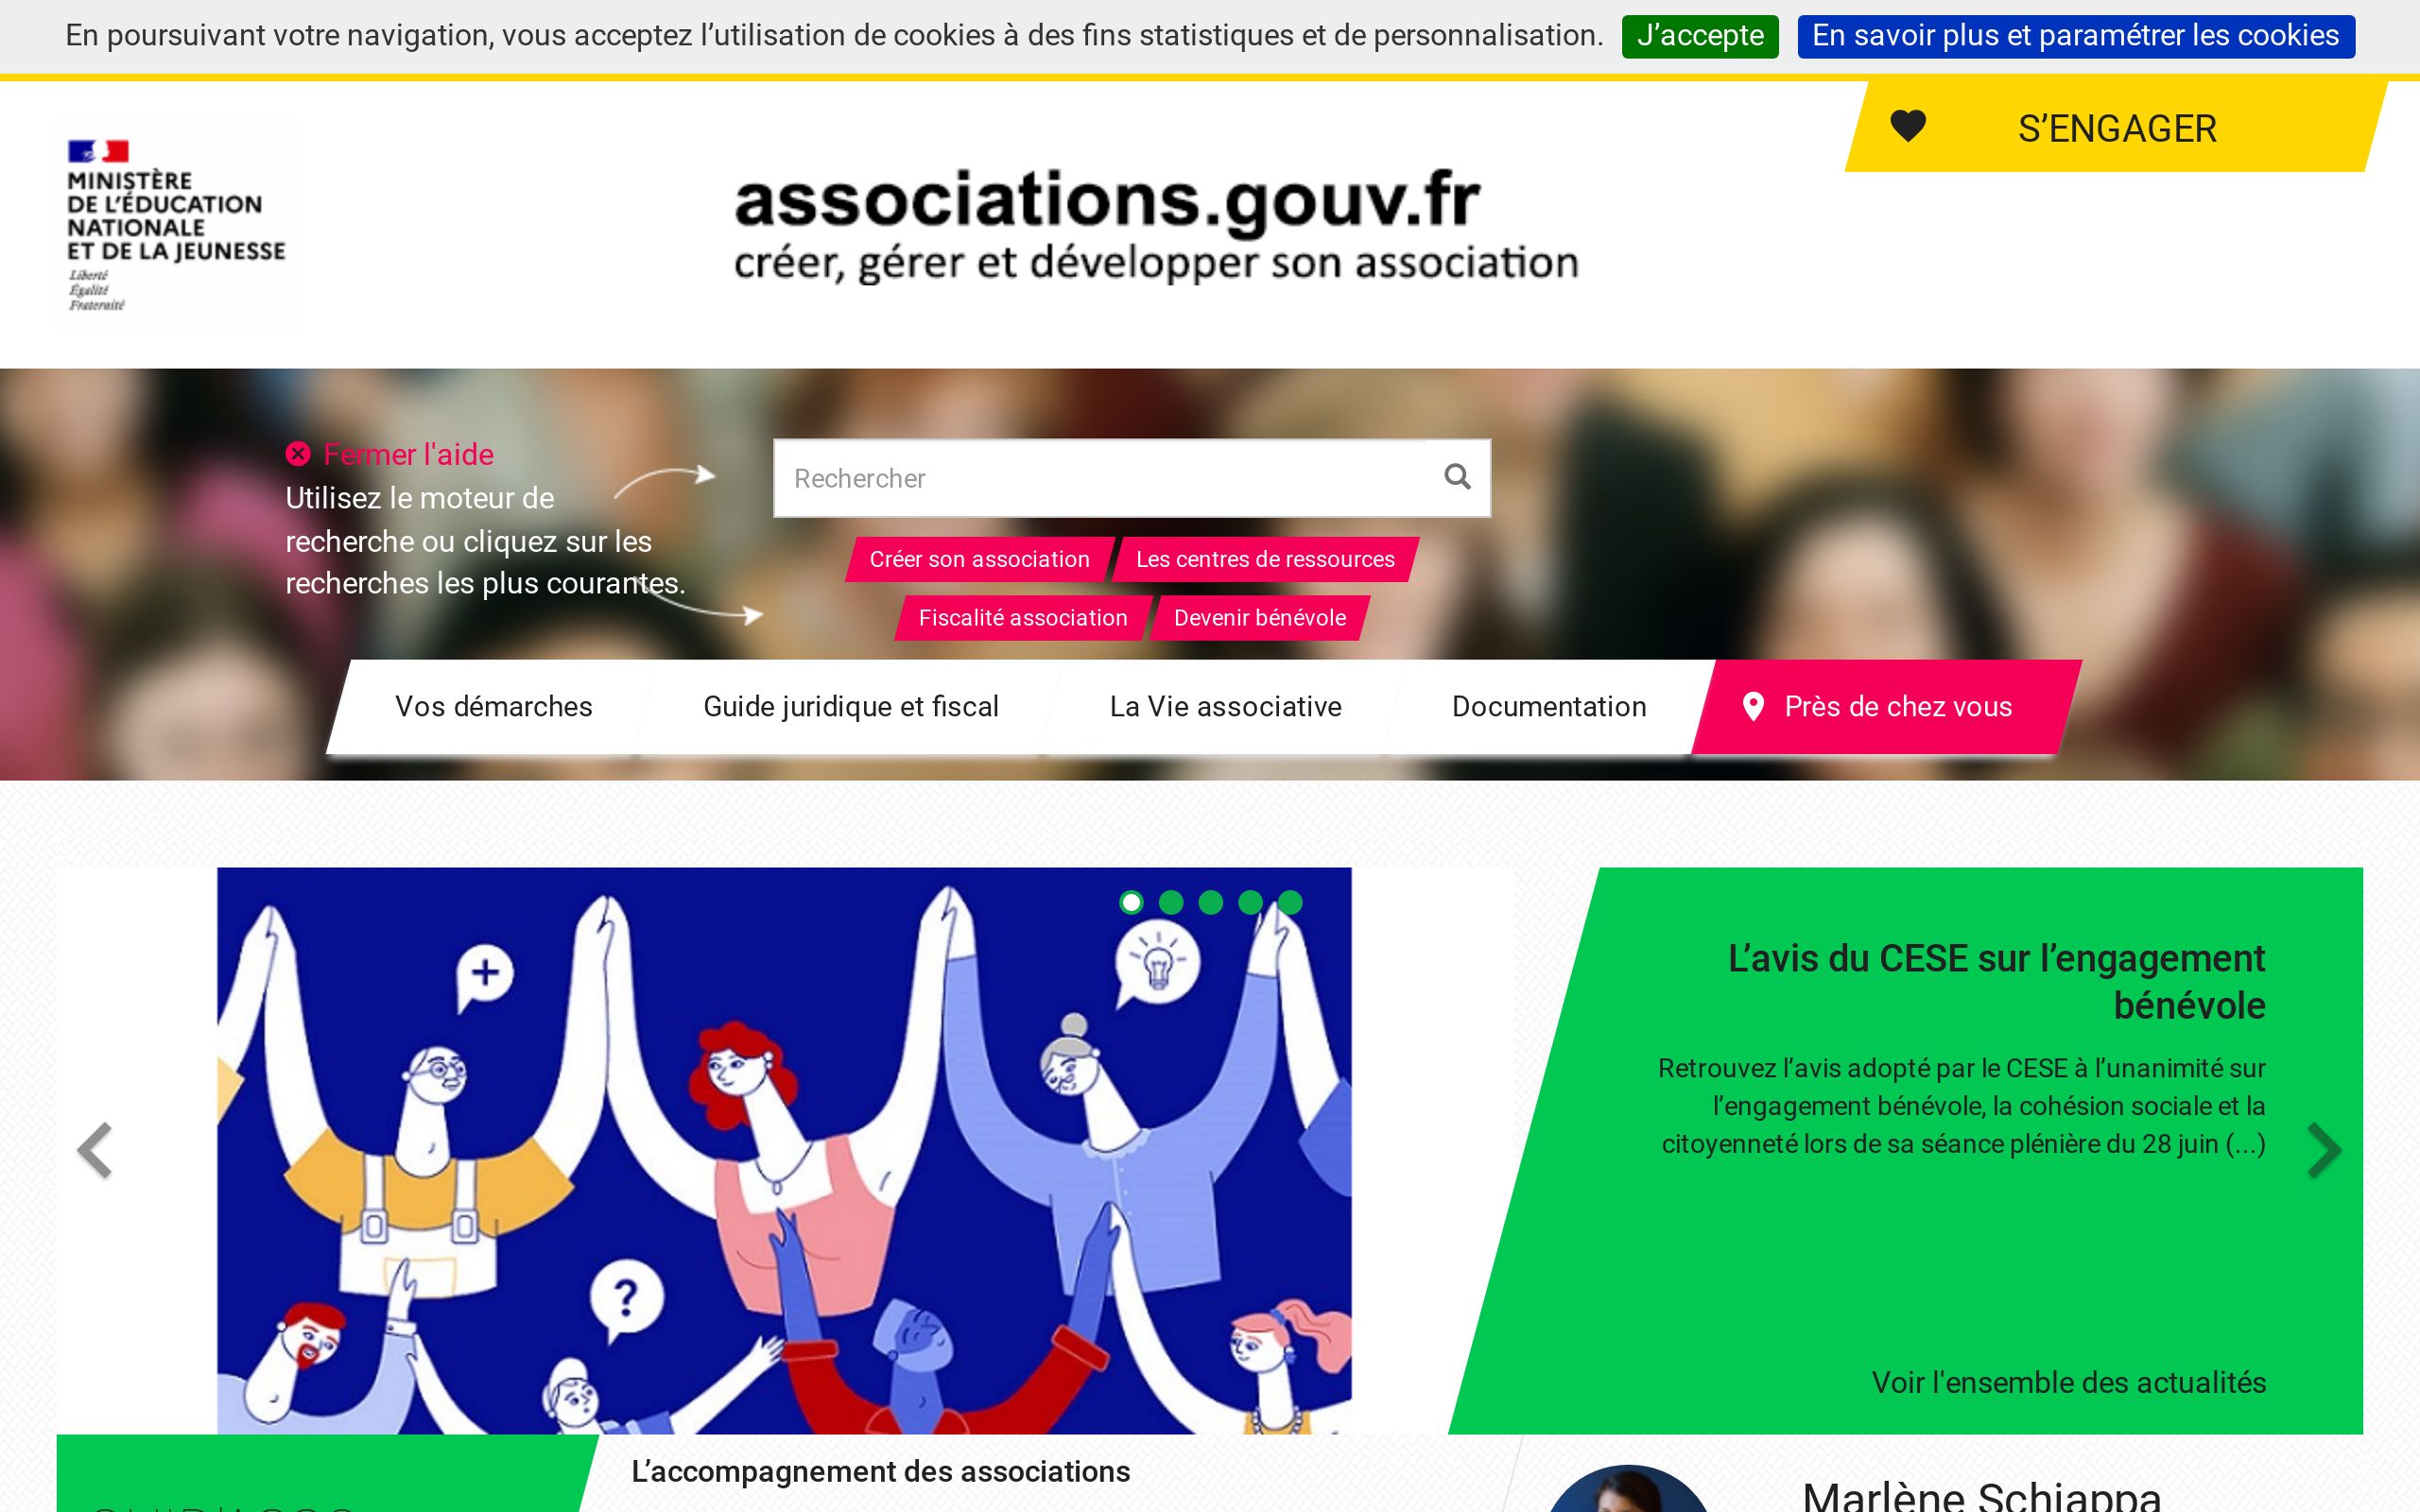 En poursuivant votre navigation, vous acceptez l’utilisation de cookies à des fins statistiques et de personnalisation. J’accepte En savoir plus et paramétrer les cookies
S’ENGAGER
MINISTÈRE
DE L’ÉDUCATION
NATIONALE
ET DE LA JEUNESSE
Liberté
Égalité
Fraternité
associations.gouv.fr
créer, gérer et développer son association
Fermer l'aide
Utilisez le moteur de
recherche ou cliquez sur les
recherches les plus courantes.
Rechercher
Créer son association Les centres de ressources
Fiscalité association Devenir bénévole
Vos démarches Guide juridique et fiscal La Vie associative Documentation Près de chez vous
L’avis du CESE sur l’engagement
bénévole
Retrouvez l’avis adopté par le CESE à l’unanimité sur
l’engagement bénévole, la cohésion sociale et la
citoyenneté lors de sa séance plénière du 28 juin (...)
Voir l'ensemble des actualités
L’accompagnement des associations
Marlène Schiappa